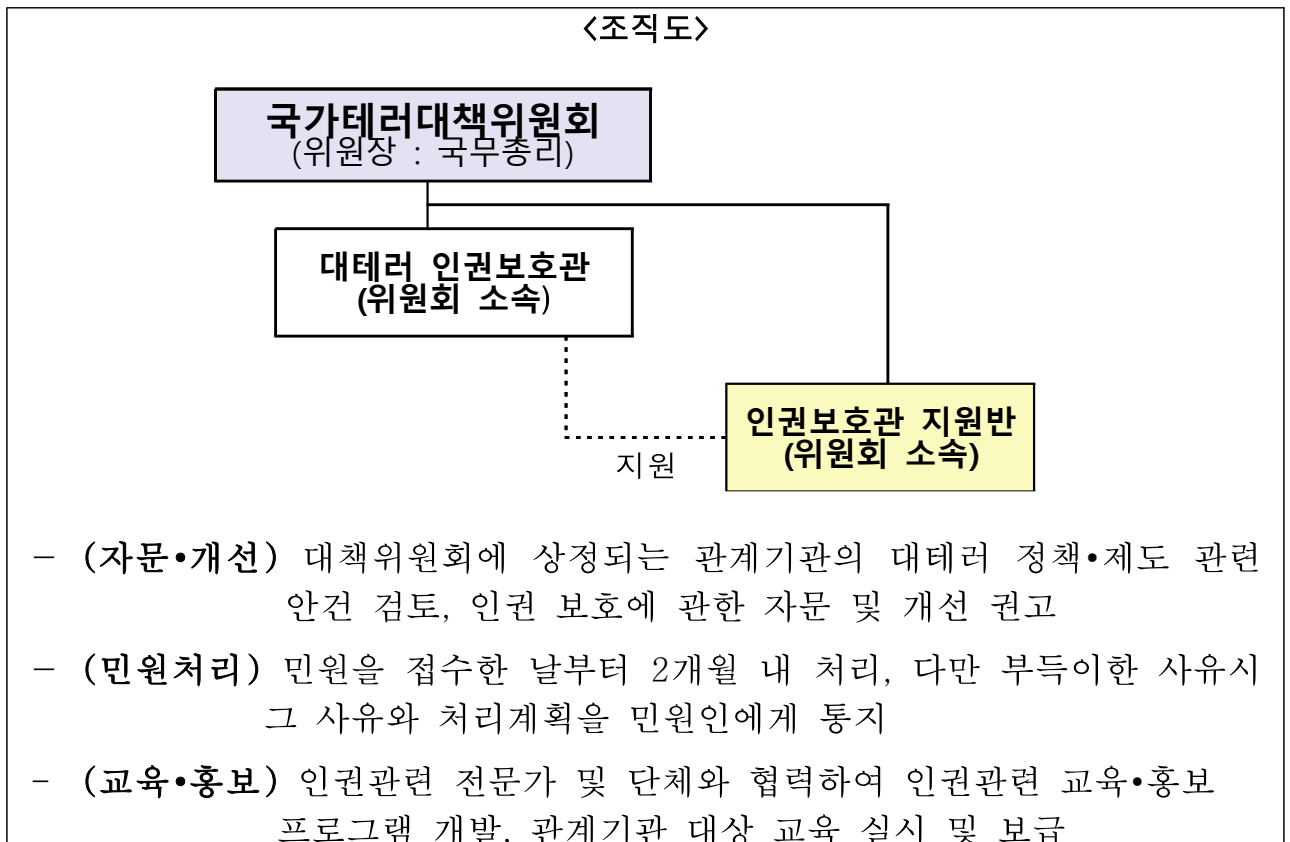 <조직도>
국가테러대책위원회
(위원장 : 국무총리)
대테러 인권보호관
(위원회 소속)
인권보호관 지원반
(위원회 소속)
지원
- (자문•개선) 대책위원회에 상정되는 관계기관의 대테러 정책•제도 관련
안건 검토, 인권 보호에 관한 자문 및 개선 권고
- (민원처리) 민원을 접수한 날부터 2개월 내 처리, 다만 부득이한 사유시
그 사유와 처리계획을 민원인에게 통지
- (교육•홍보) 인권관련 전문가 및 단체와 협력하여 인권관련 교육•홍보
프로그램 개발, 관계기관 대상 교육 실시 및 보급